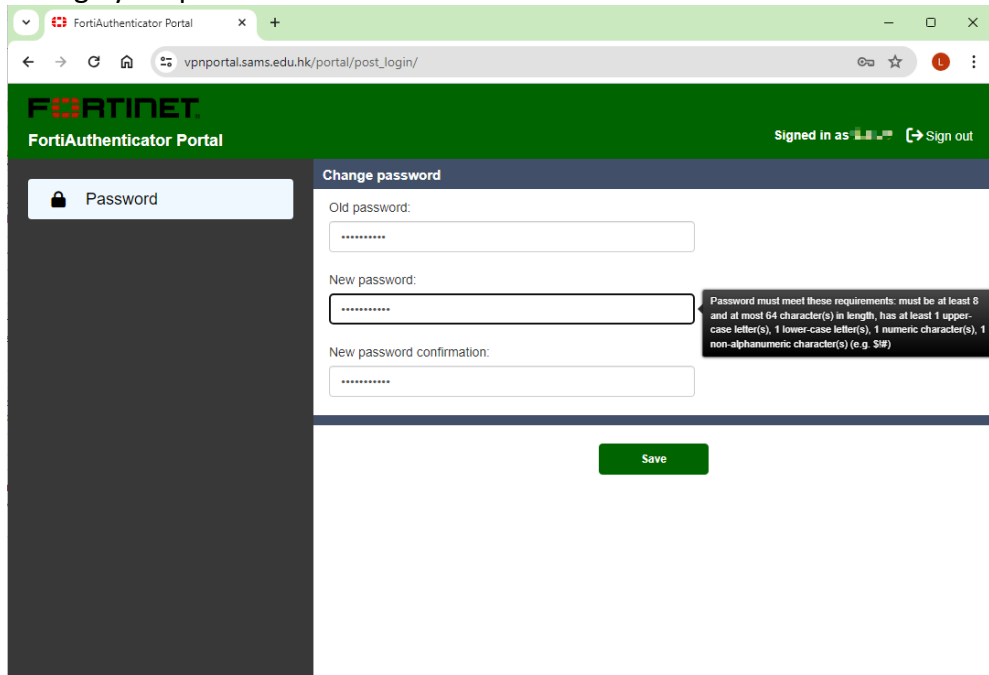 FortiAuthenticator Portal
vpnportal.sams.edu.hk/portal/post_login/
L
FORTINET
FortiAuthenticator Portal
Signed in as
Sign out
Password
Change password
Old password:
New password:
Password must meet these requirements: must be at least 8
and at most 64 character(s) in length, has at least 1 upper-
case letter(s), 1 lower-case letter(s), 1 numeric character(s), 1
non-alphanumeric character(s) (e.g. $!#)
New password confirmation:
Save